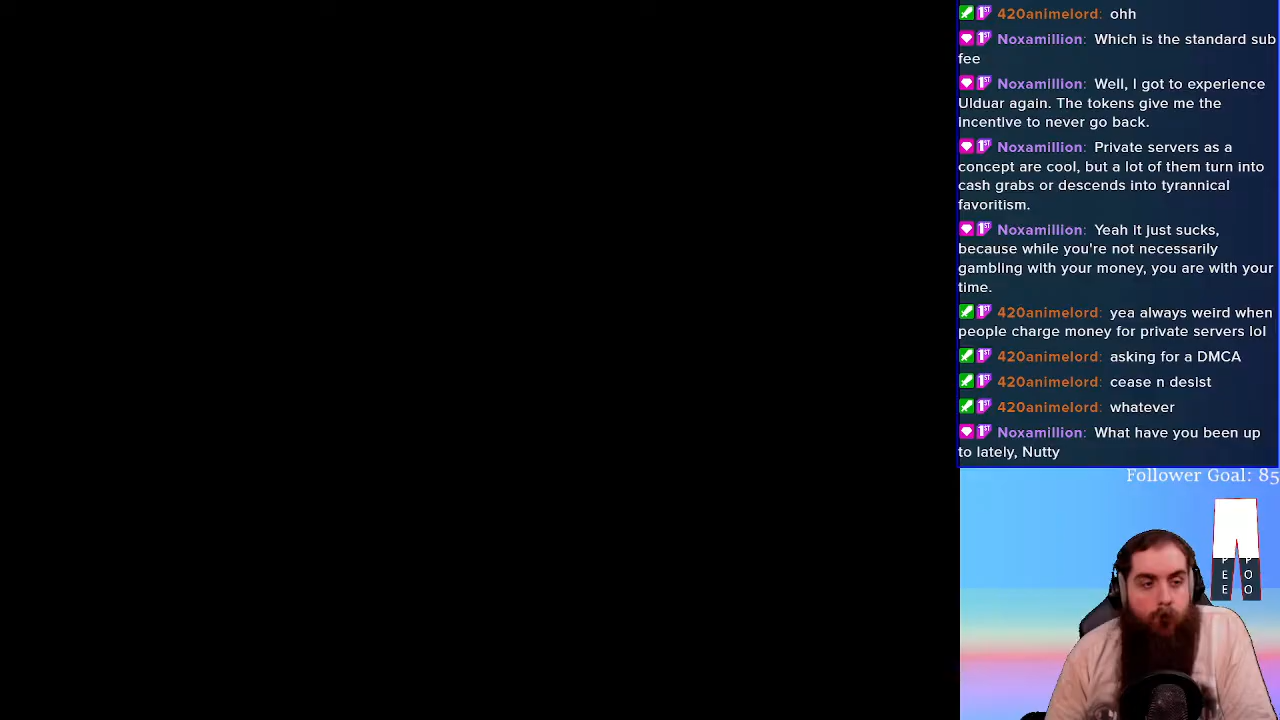 420animelord: ohh
Noxamillion: Which is the standard sub
fee
Noxamillion: Well, I got to experience
Ulduar again. The tokens give me the
incentive to never go back.
Noxamillion: Private servers as a
concept are cool, but a lot of them turn into
cash grabs or descends into tyrannical
favoritism.
Noxamillion: Yeah it just sucks,
because while you're not necessarily
gambling with your money, you are with your
time.
420animelord: yea always weird when
people charge money for private servers lol
420animelord: asking for a DMCA
420animelord: cease n desist
420animelord: whatever
Noxamillion: What have you been up
to lately, Nutty
Follower Goal: 85
PEE
POO